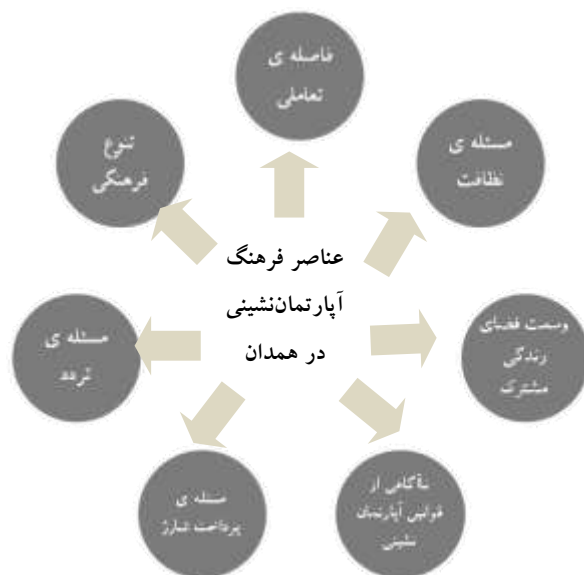 فاصله ی
تعاملی
مسئله ی
نظافت
وسعت فضای
زندگی
مشترک
ناآگاهی از
قوانین آپارتمان
نشینی
مسئله ی
پرداخت شارژ
مسئله ی
تردد
تنوع
فرهنگی
عناصر فرهنگ
آپارتمان‌نشینی
در همدان